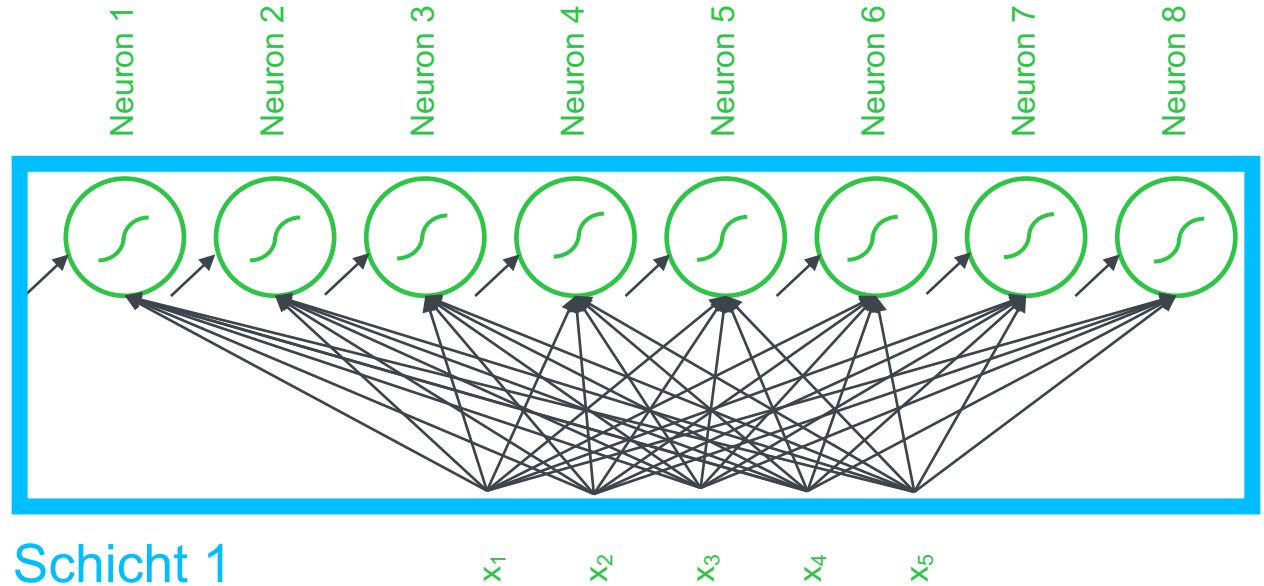 Neuron 1
Neuron 2
Neuron 3
Neuron 4
Neuron 5
Neuron 6
Neuron 7
Neuron 8
Schicht 1
x₁
x₂
x₃
x₄
x₅